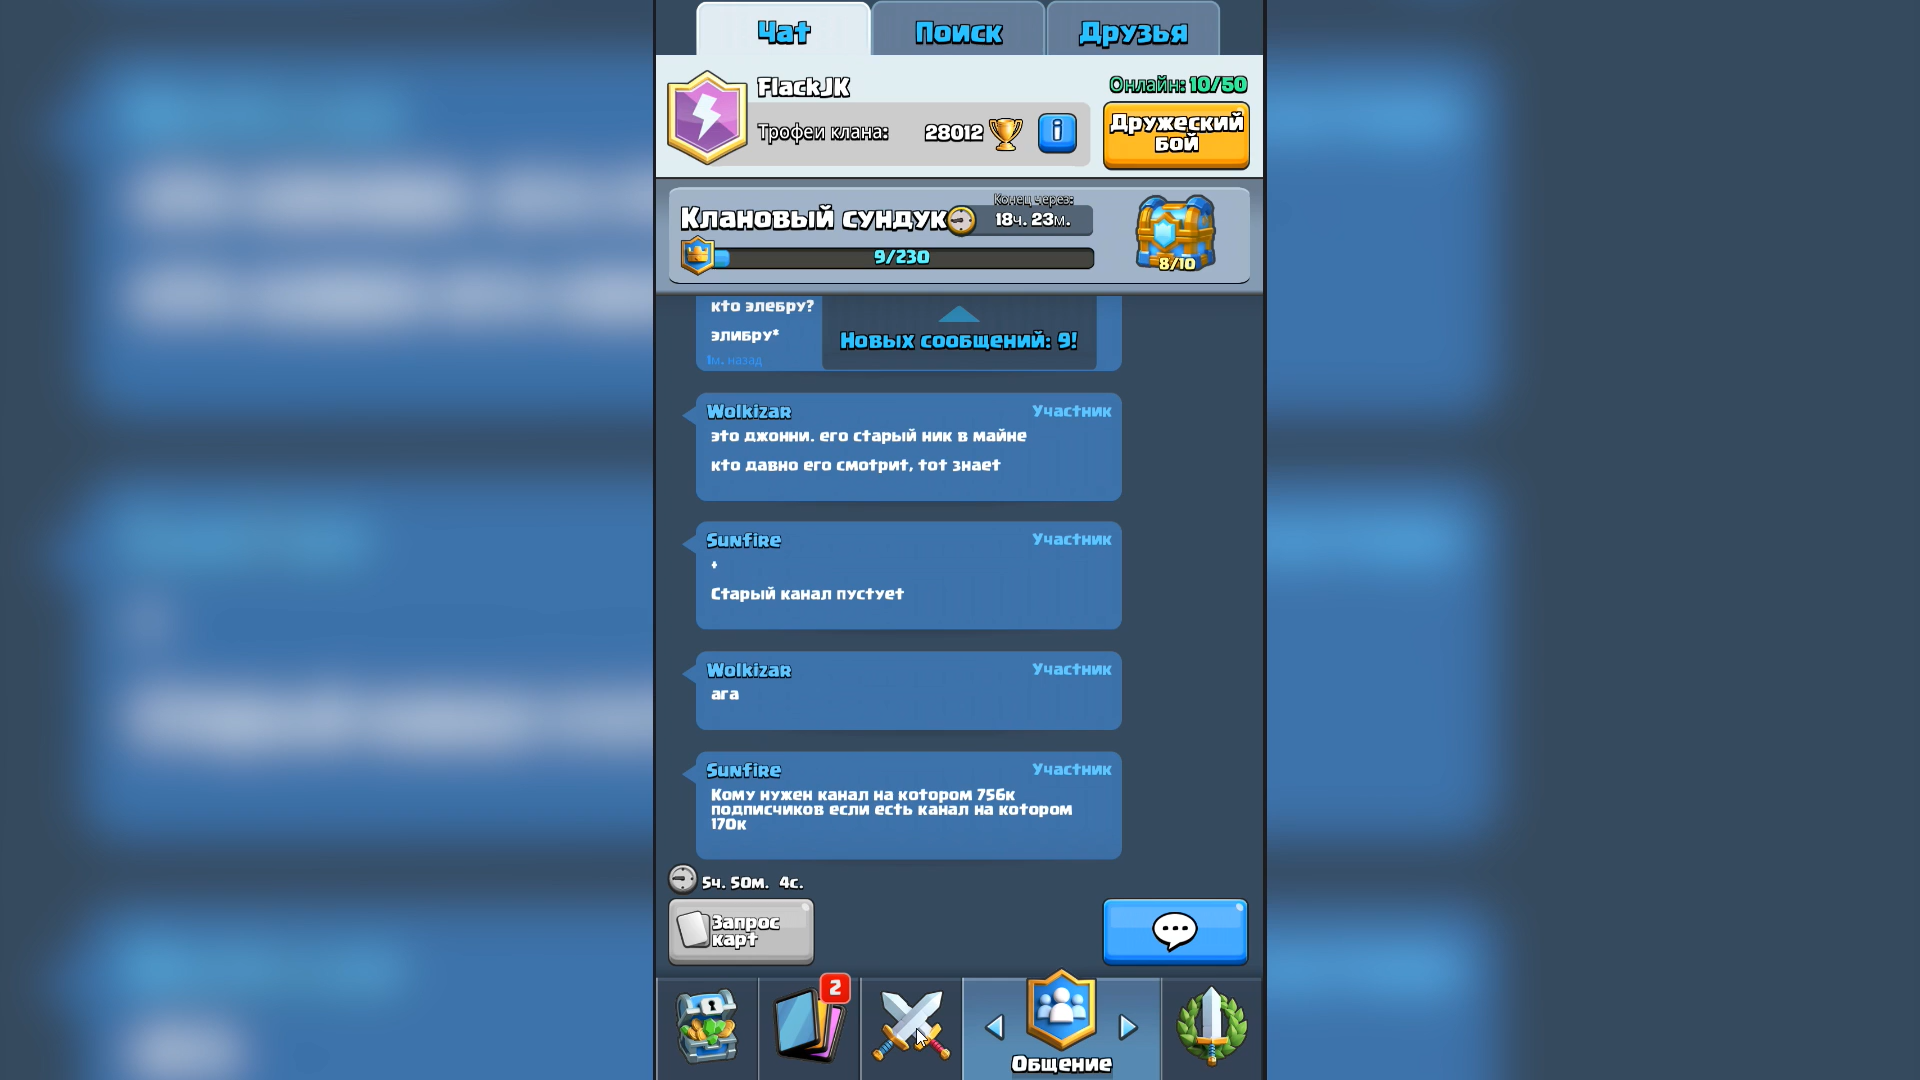 Чат
Поиск
Друзья
FlackJK
Онлайн: 10/50
Трофеи клана: 28012
Дружеский
бой
Клановый сундук
Конец через:
18ч. 23м.
9/230
8/10
кто элебру?
элибру*
1м. назад
Новых сообщений: 9!
Wolkizar
Участник
это джонни. его старый ник в майне
кто давно его смотрит, тот знает
Sunfire
Участник
+
Старый канал пустует
Wolkizar
Участник
ага
Sunfire
Участник
Кому нужен канал на котором 756к
подписчиков если есть канал на котором
170к
5ч. 50м. 4с.
Запрос
карт
2
Общение